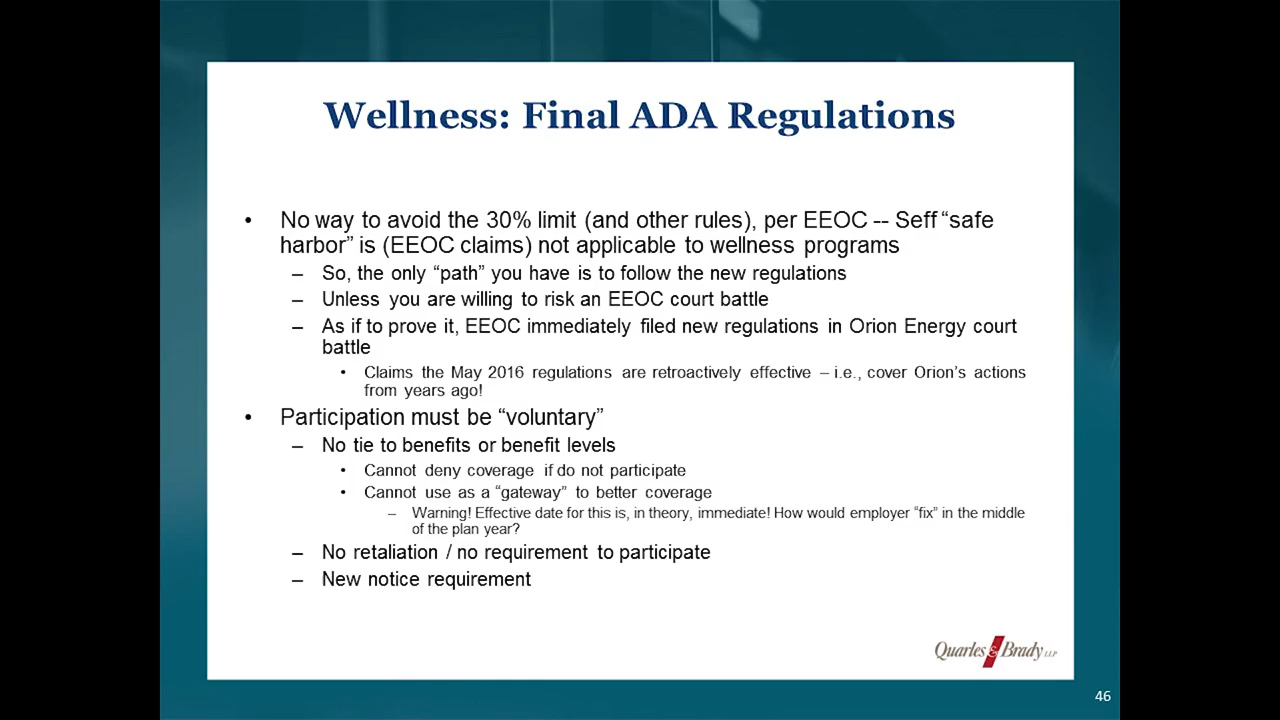 Wellness: Final ADA Regulations
• No way to avoid the 30% limit (and other rules), per EEOC -- Seff “safe
harbor” is (EEOC claims) not applicable to wellness programs
– So, the only “path” you have is to follow the new regulations
– Unless you are willing to risk an EEOC court battle
– As if to prove it, EEOC immediately filed new regulations in Orion Energy court
battle
• Claims the May 2016 regulations are retroactively effective – i.e., cover Orion’s actions
from years ago!
• Participation must be “voluntary”
– No tie to benefits or benefit levels
• Cannot deny coverage if do not participate
• Cannot use as a “gateway” to better coverage
– Warning! Effective date for this is, in theory, immediate! How would employer “fix” in the middle
of the plan year?
– No retaliation / no requirement to participate
– New notice requirement
Quarles & Brady LLP
46